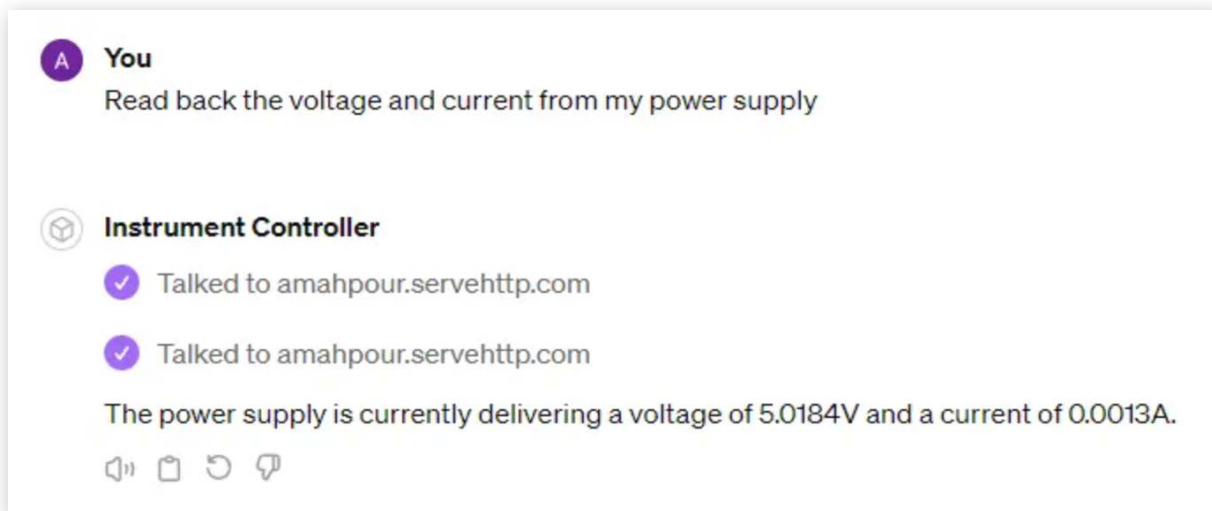 A
You
Read back the voltage and current from my power supply
Instrument Controller
Talked to amahpour.servehttp.com
Talked to amahpour.servehttp.com
The power supply is currently delivering a voltage of 5.0184V and a current of 0.0013A.